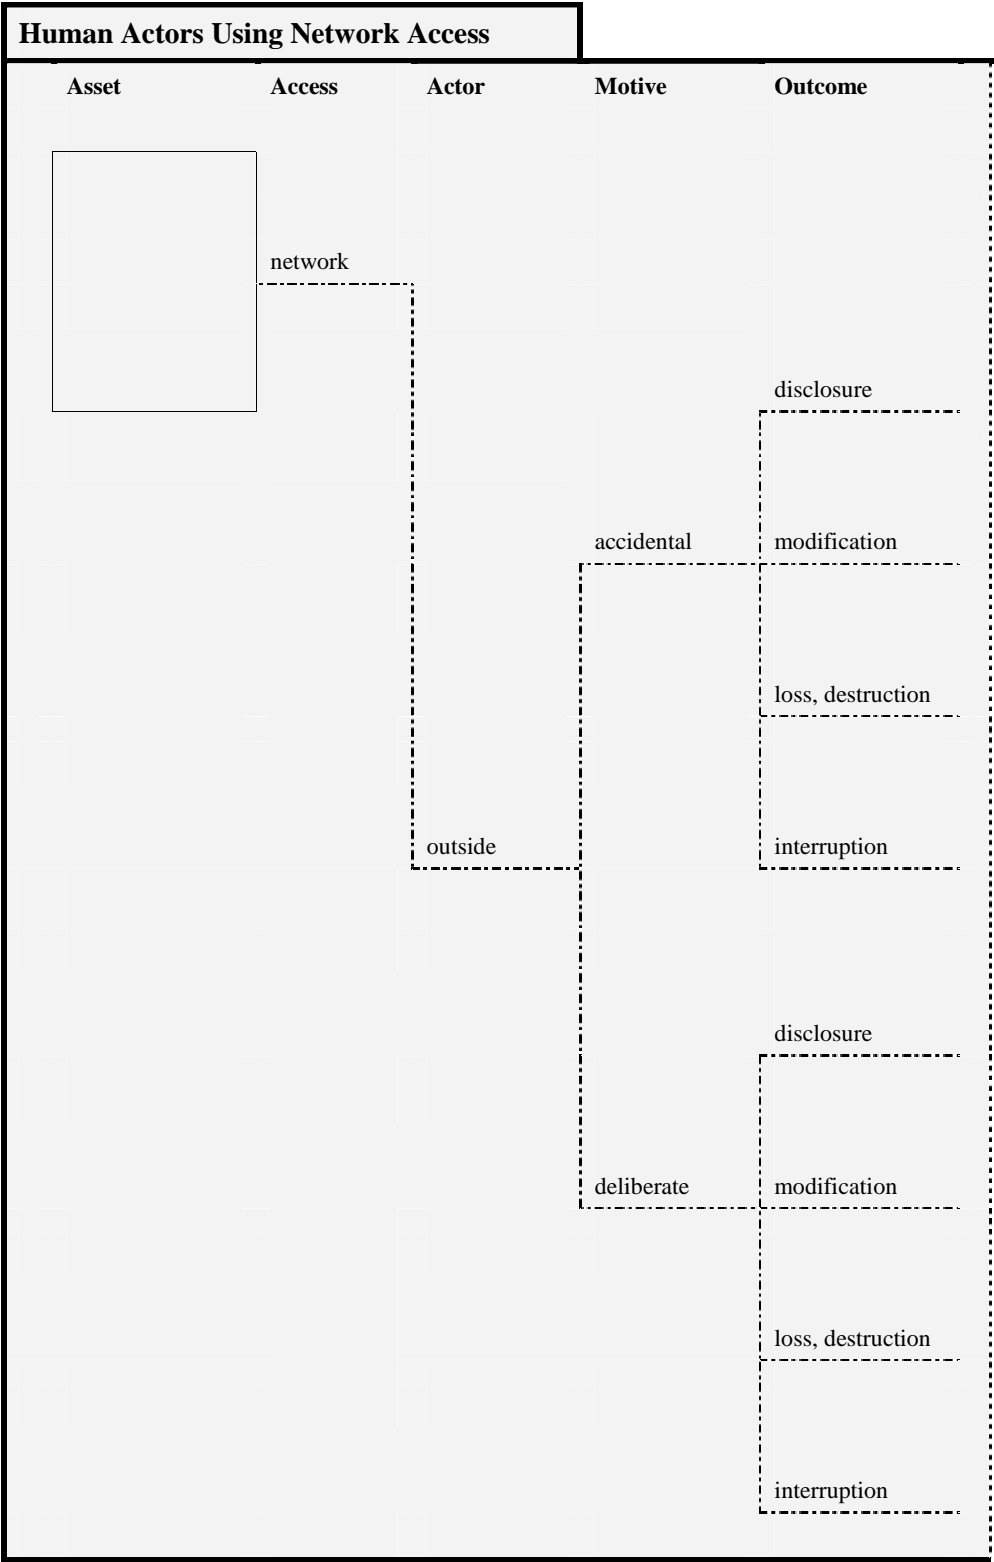 Human Actors Using Network Access
Asset Access Actor Motive Outcome
network
disclosure
accidental modification
loss, destruction
outside interruption
disclosure
deliberate modification
loss, destruction
interruption